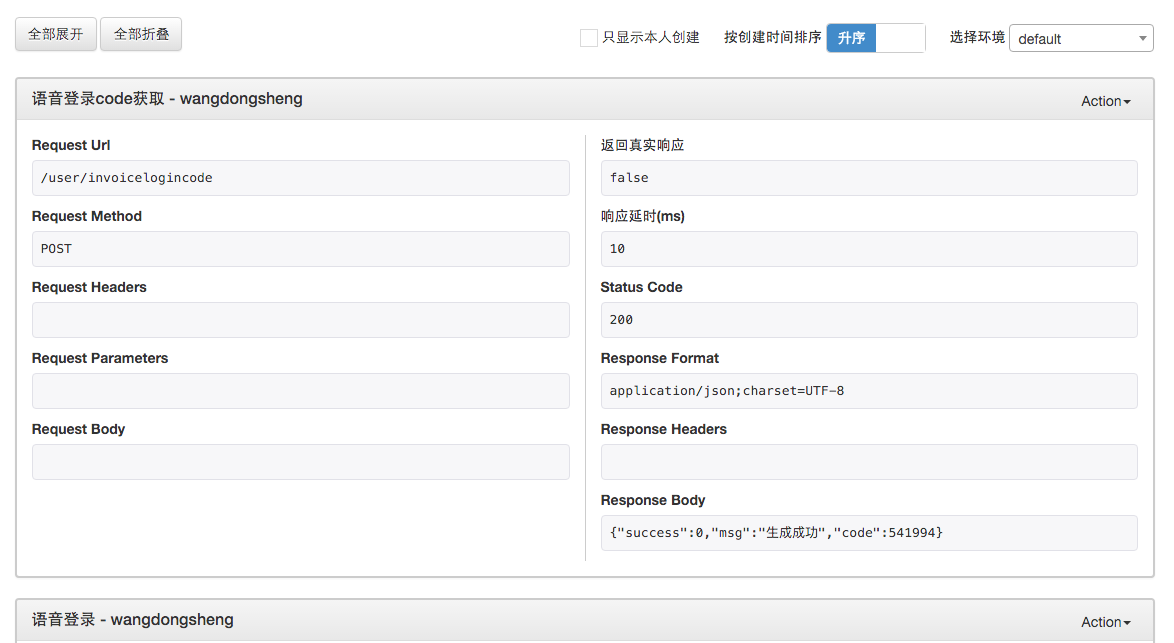 全部展开 全部折叠 只显示本人创建 按创建时间排序 升序 选择环境 default
语音登录code获取 - wangdongsheng Action
Request Url
/user/invoicelogincode
Request Method
POST
Request Headers
Request Parameters
Request Body
返回真实响应
false
响应延时(ms)
10
Status Code
200
Response Format
application/json;charset=UTF-8
Response Headers
Response Body
{"success":0,"msg":"生成成功","code":541994}
语音登录 - wangdongsheng Action